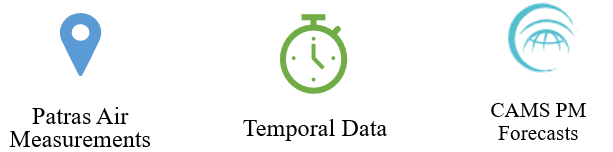 Patras Air
Measurements
Temporal Data
CAMS PM
Forecasts